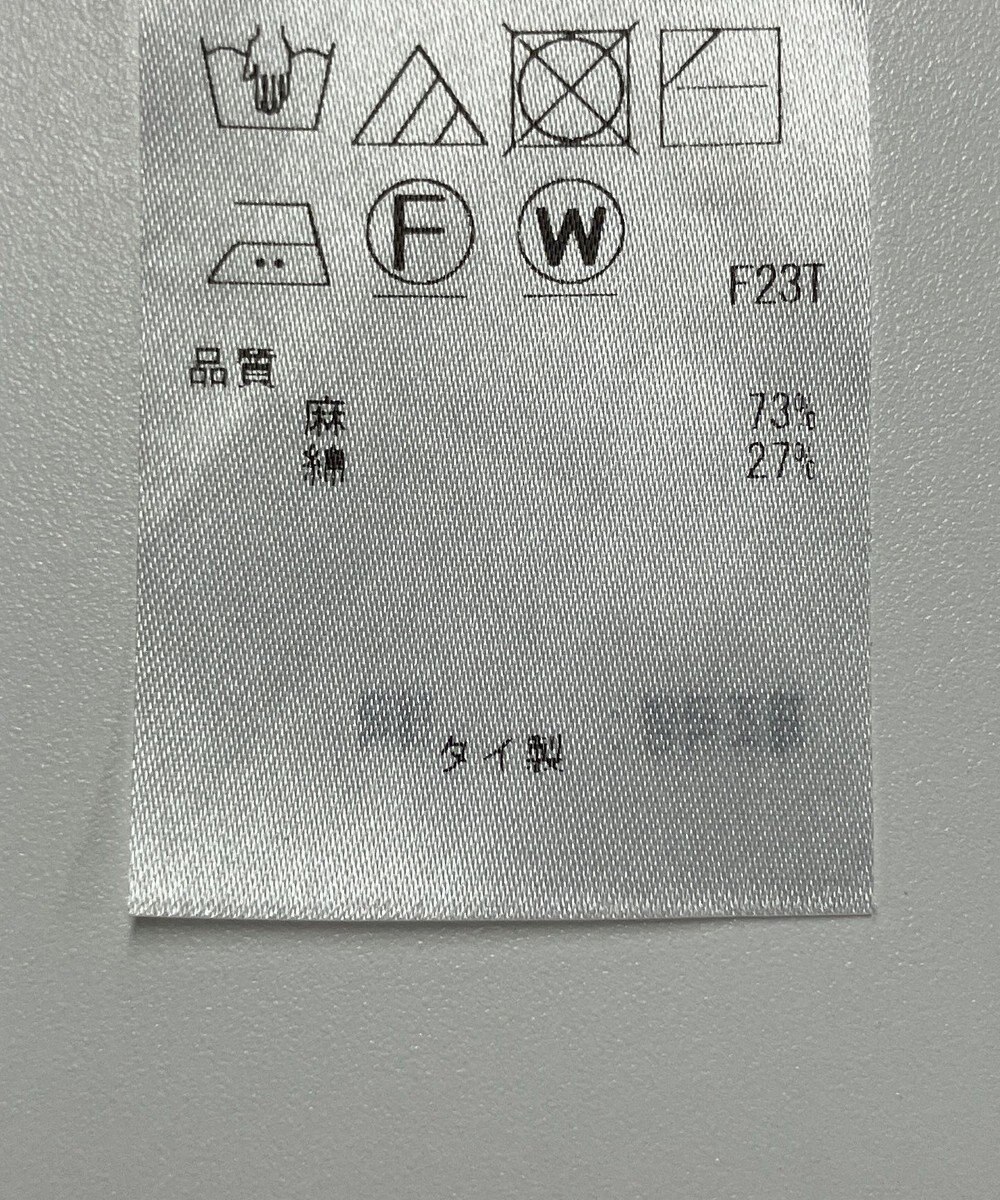 F W
F23T
品質
麻 73%
綿 27%
タイ製